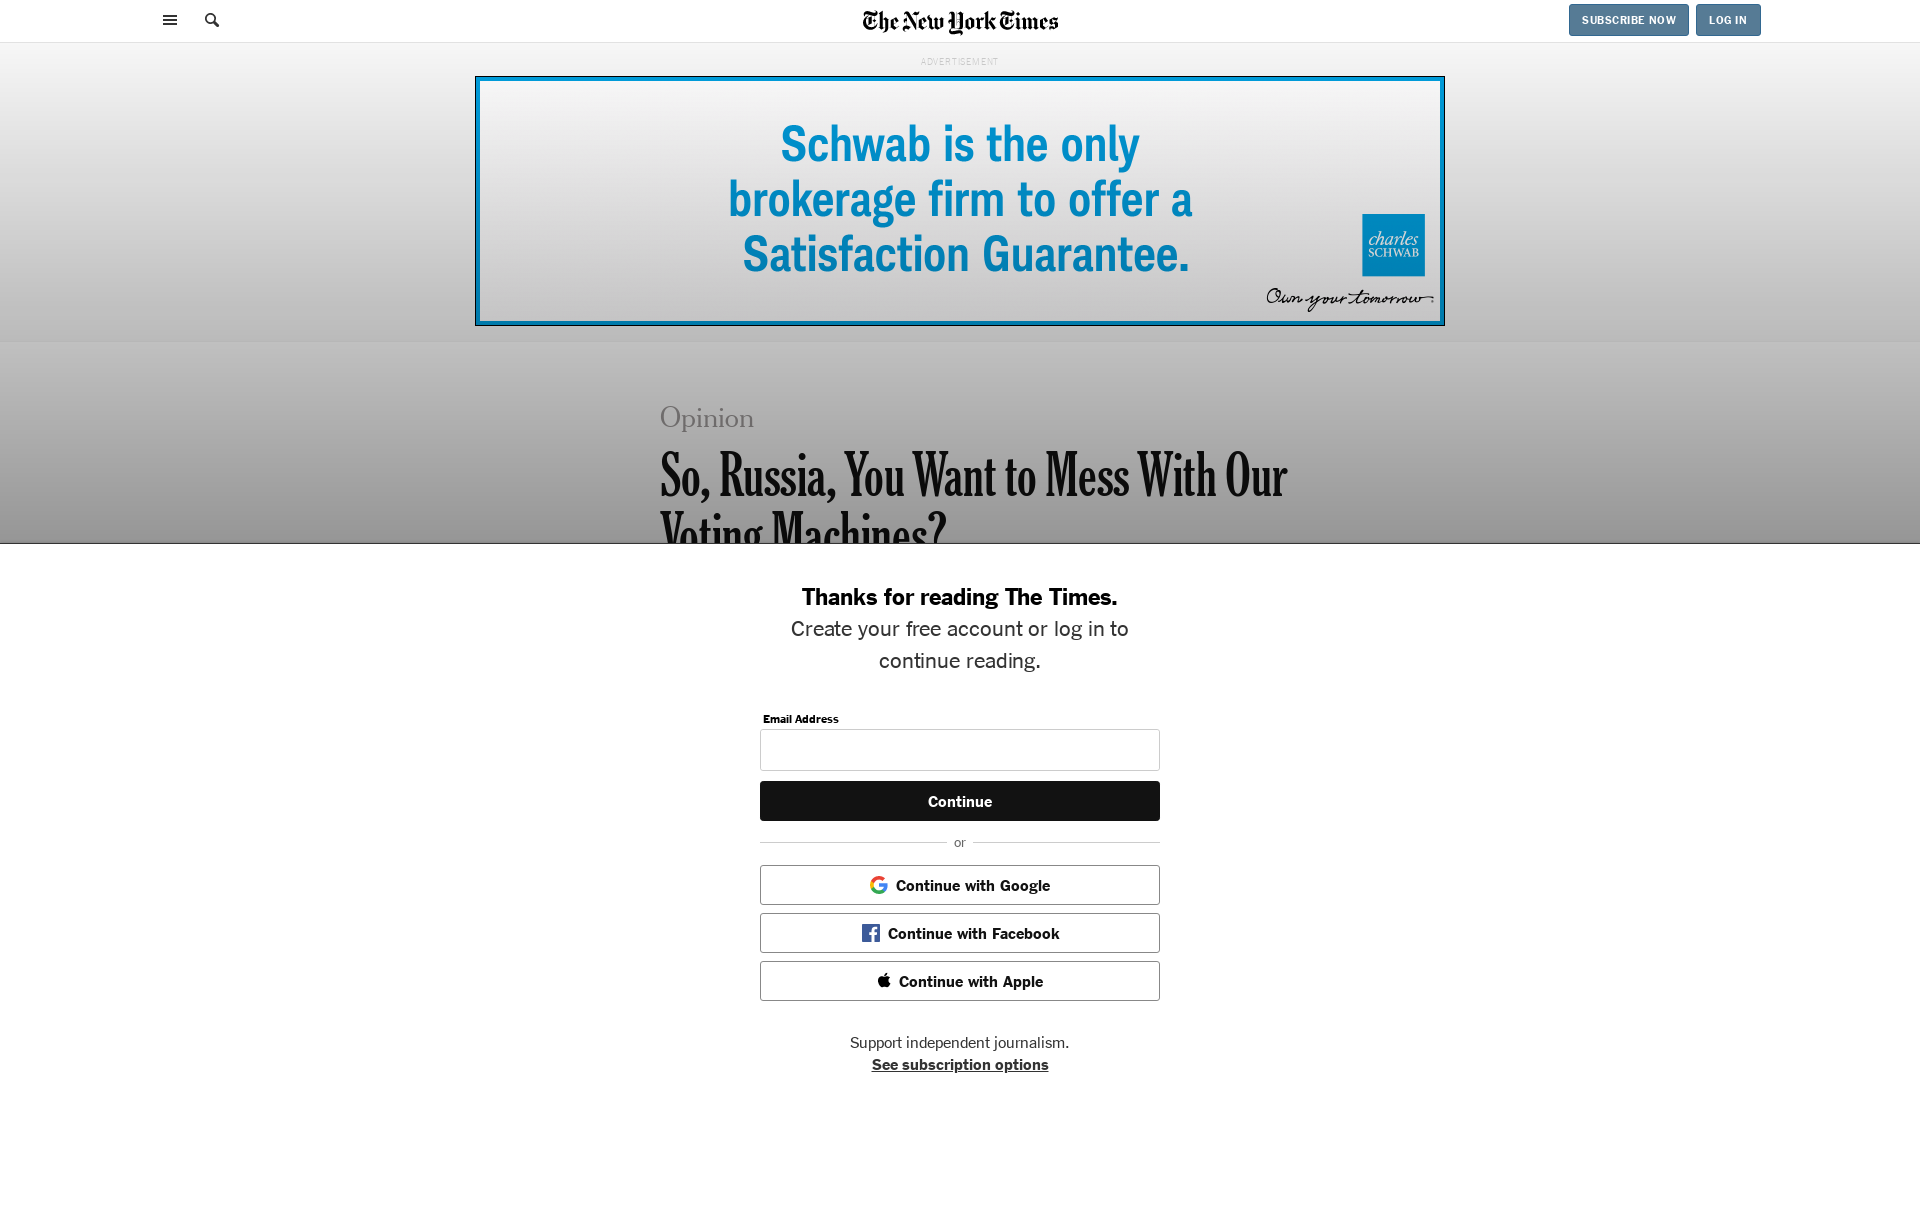 The New York Times
SUBSCRIBE NOW
LOG IN
ADVERTISEMENT
Schwab is the only
brokerage firm to offer a
Satisfaction Guarantee.
charles
SCHWAB
Own your tomorrow
Opinion
So, Russia, You Want to Mess With Our
Voting Machines?
Thanks for reading The Times.
Create your free account or log in to
continue reading.
Email Address
Continue
or
Continue with Google
Continue with Facebook
Continue with Apple
Support independent journalism.
See subscription options